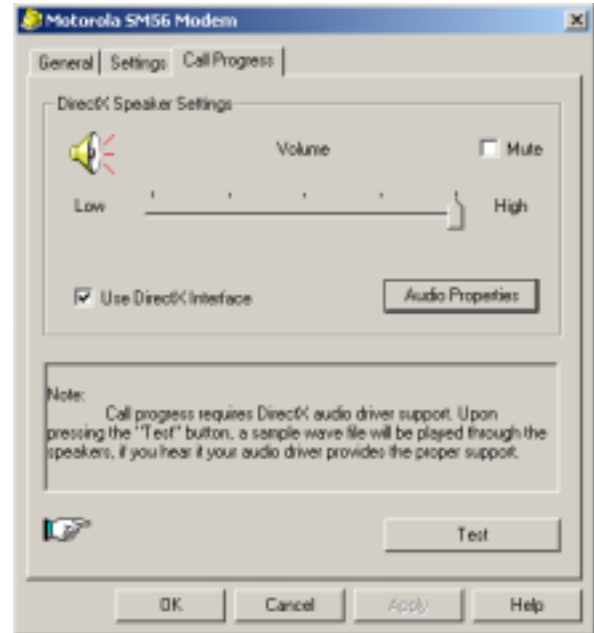 Motorola SM56 Modem
General Settings Call Progress
DirectX Speaker Settings
Volume Mute
Low High
Use DirectX Interface Audio Properties
Note:
Call progress requires DirectX audio driver support. Upon
pressing the "Test" button, a sample wave file will be played through the
speakers, if you hear it your audio driver provides the proper support.
Test
OK Cancel Apply Help